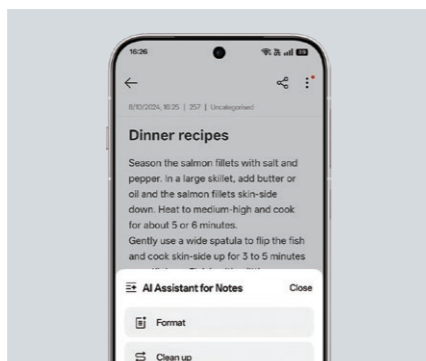 16:26
8/10/2024, 16:25 | 257 | Uncategorised
Dinner recipes
Season the salmon fillets with salt and
pepper. In a large skillet, add butter or
oil and the salmon fillets skin-side
down. Heat to medium-high and cook
for about 5 or 6 minutes.
Gently use a wide spatula to flip the fish
and cook skin-side up for 3 to 5 minutes
AI Assistant for Notes Close
Format
Clean up